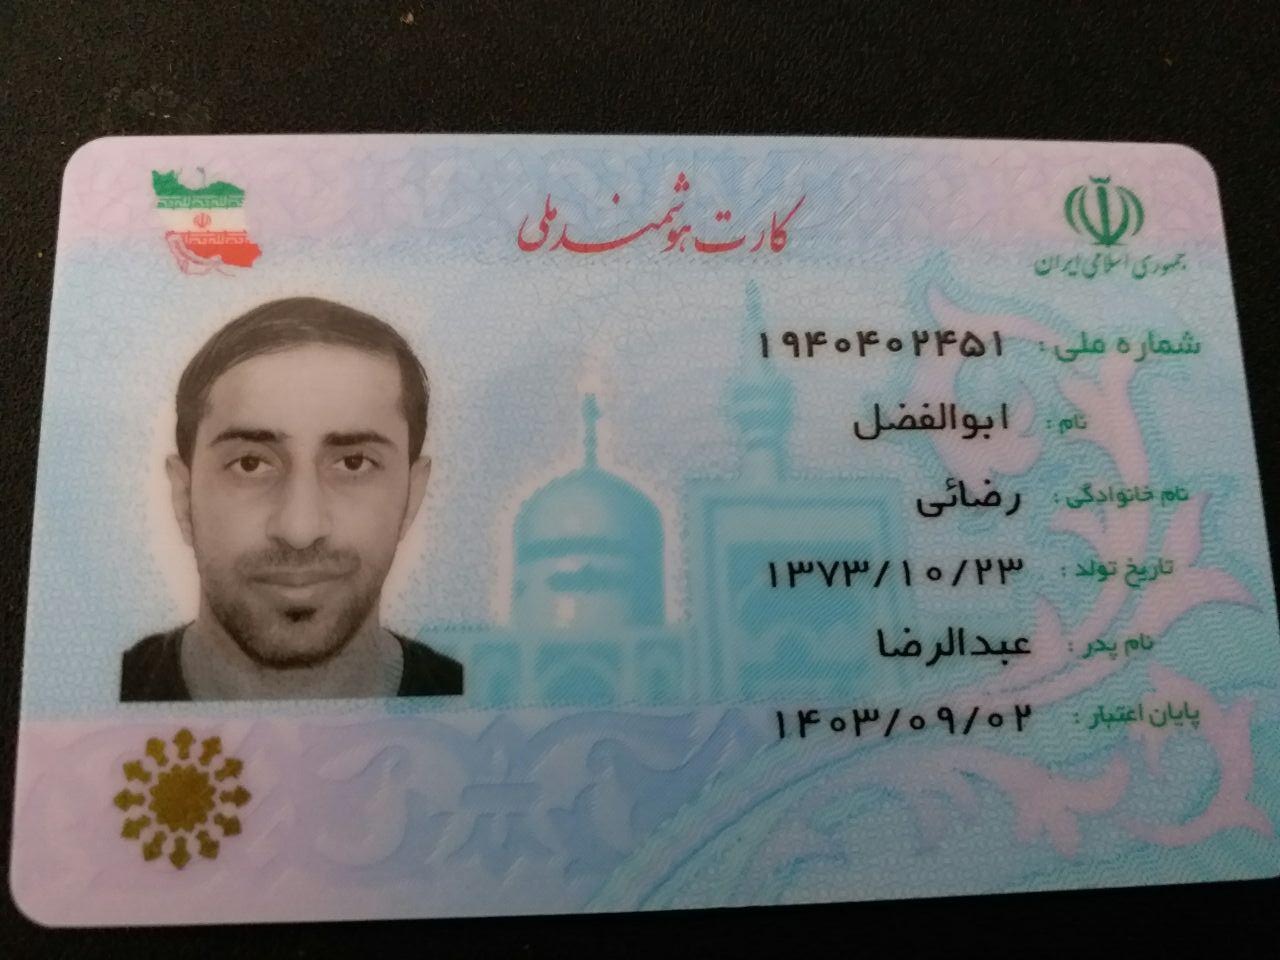 کارت هوشمند ملی
جمهوری اسلامی ایران
شماره ملی : ۱۹۴۰۴۰۲۴۵۱
نام : ابوالفضل
نام خانوادگی : رضائی
تاریخ تولد : ۱۳۷۳/۱۰/۲۳
نام پدر : عبدالرضا
پایان اعتبار : ۱۴۰۳/۰۹/۰۲